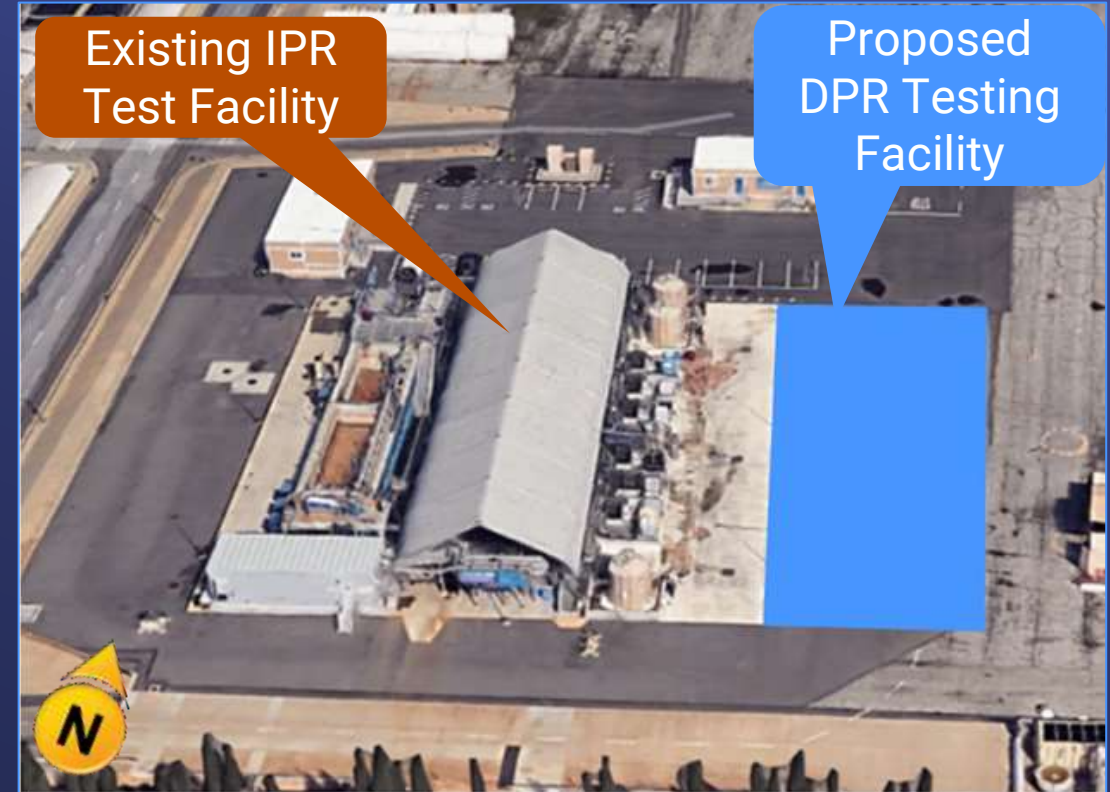 Existing IPR
Test Facility
Proposed
DPR Testing
Facility
N